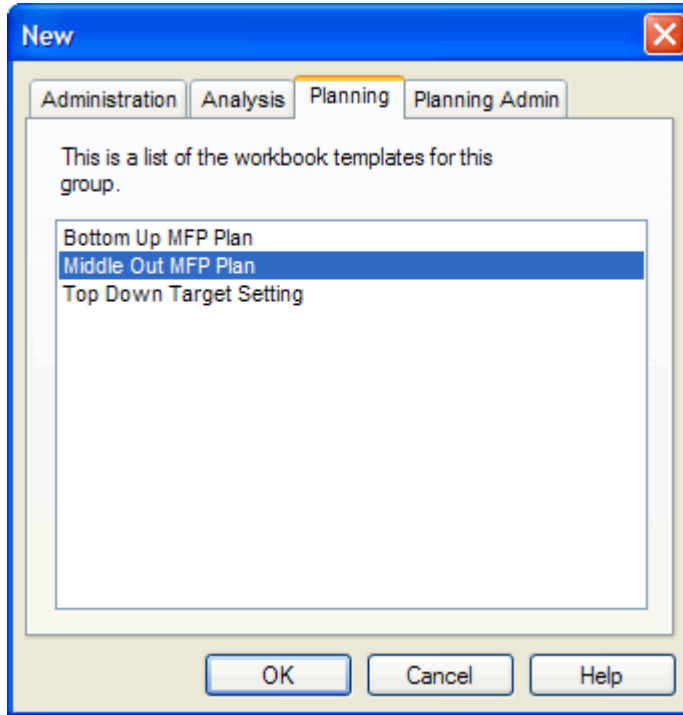 New
Administration Analysis Planning Planning Admin
This is a list of the workbook templates for this
group.
Bottom Up MFP Plan
Middle Out MFP Plan
Top Down Target Setting
OK Cancel Help